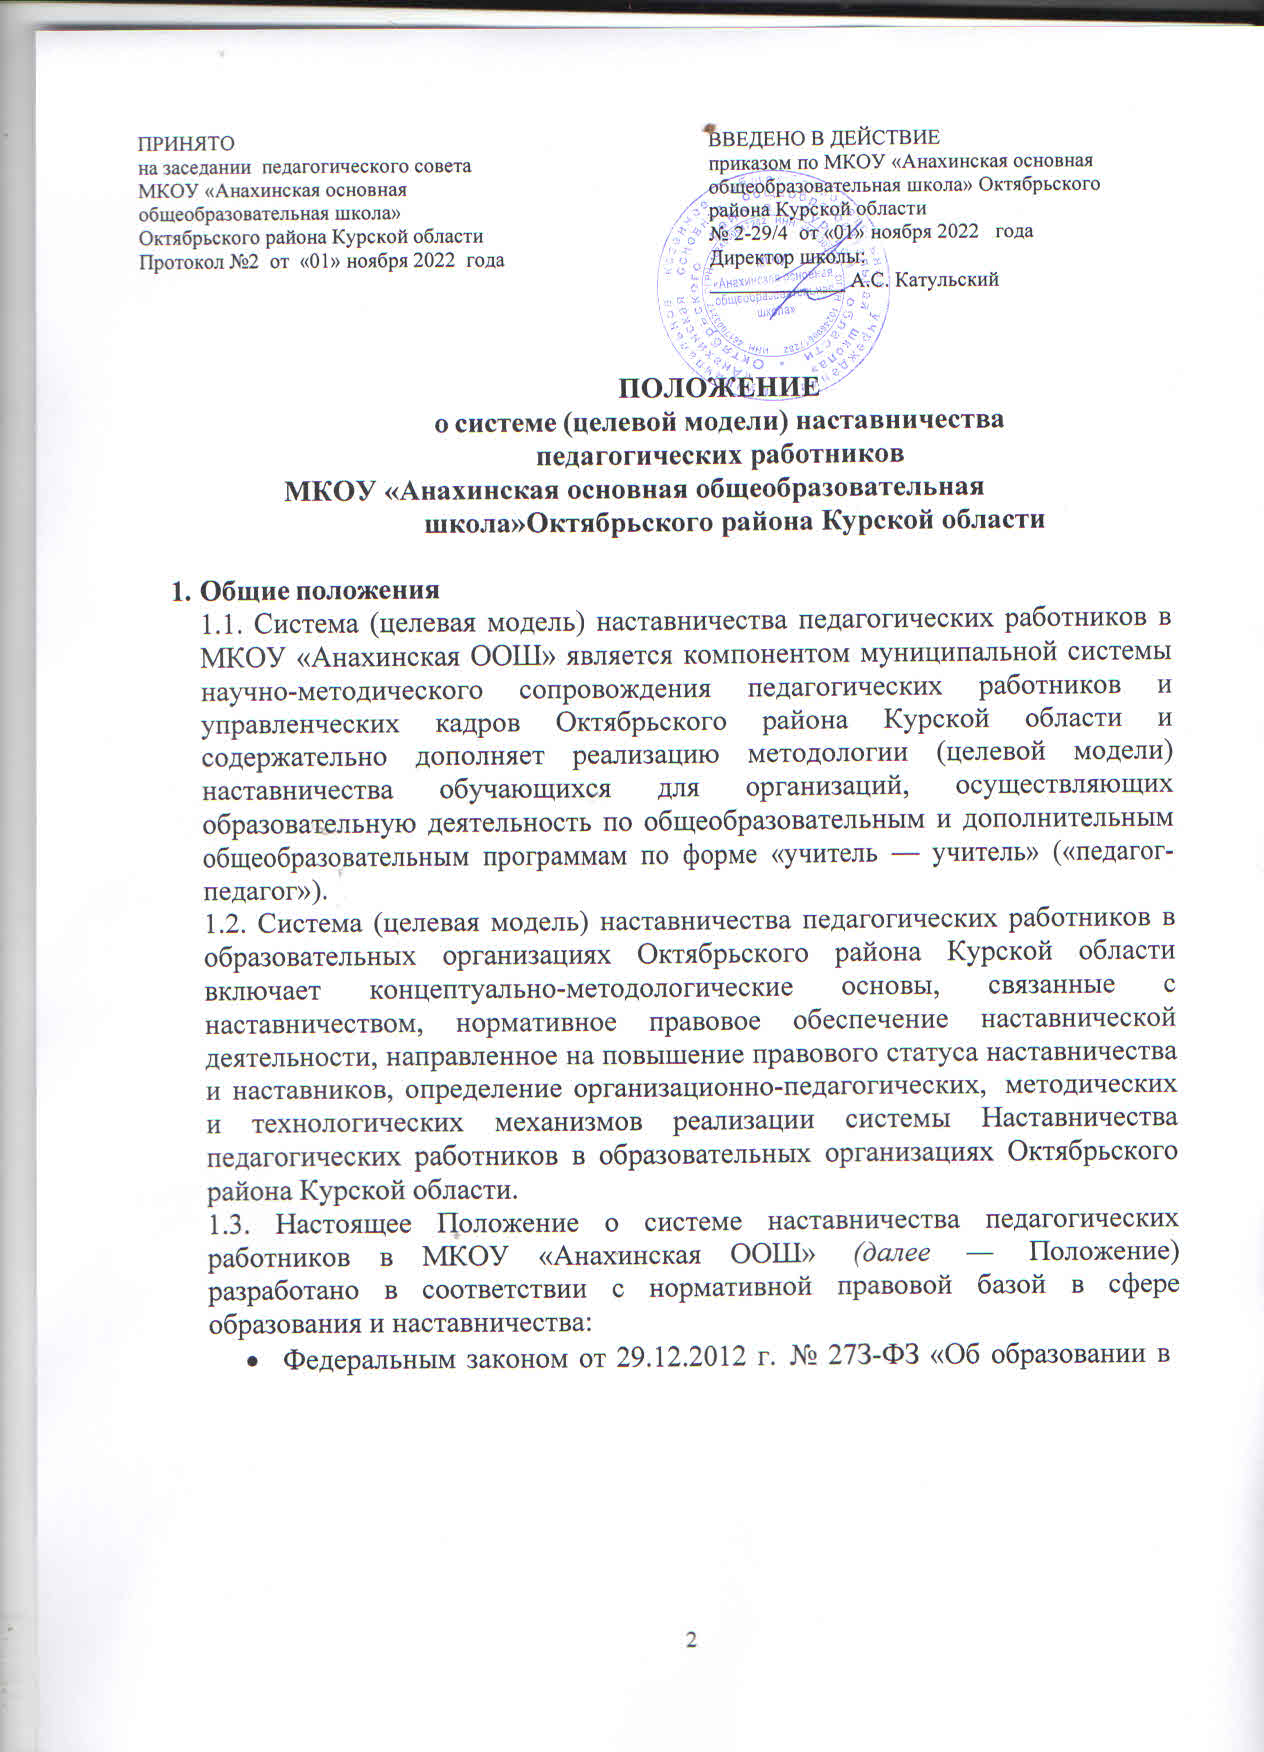 ПРИНЯТО
на заседании педагогического совета
МКОУ «Анахинская основная
общеобразовательная школа»
Октябрьского района Курской области
Протокол №2 от «01» ноября 2022 года
ВВЕДЕНО В ДЕЙСТВИЕ
приказом по МКОУ «Анахинская основная
общеобразовательная школа» Октябрьского
района Курской области
№ 2-29/4 от «01» ноября 2022 года
Директор школы:
А.С. Катульский
«Анахинская основная
общеобразовательная
школа»
ПОЛОЖЕНИЕ
о системе (целевой модели) наставничества
педагогических работников
МКОУ «Анахинская основная общеобразовательная
школа»Октябрьского района Курской области
1. Общие положения
1.1. Система (целевая модель) наставничества педагогических работников в
МКОУ «Анахинская ООШ» является компонентом муниципальной системы
научно-методического сопровождения педагогических работников и
управленческих кадров Октябрьского района Курской области и
содержательно дополняет реализацию методологии (целевой модели)
наставничества обучающихся для организаций, осуществляющих
образовательную деятельность по общеобразовательным и дополнительным
общеобразовательным программам по форме «учитель — учитель» («педагог-
педагог»).
1.2. Система (целевая модель) наставничества педагогических работников в
образовательных организациях Октябрьского района Курской области
включает концептуально-методологические основы, связанные с
наставничеством, нормативное правовое обеспечение наставнической
деятельности, направленное на повышение правового статуса наставничества
и наставников, определение организационно-педагогических, методических
и технологических механизмов реализации системы Наставничества
педагогических работников в образовательных организациях Октябрьского
района Курской области.
1.3. Настоящее Положение о системе наставничества педагогических
работников в МКОУ «Анахинская ООШ» (далее — Положение)
разработано в соответствии с нормативной правовой базой в сфере
образования и наставничества:
• Федеральным законом от 29.12.2012 г. № 273-ФЗ «Об образовании в
2